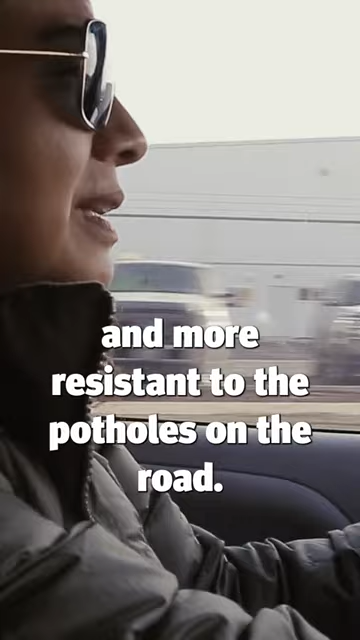 and more
resistant to the
potholes on the
road.